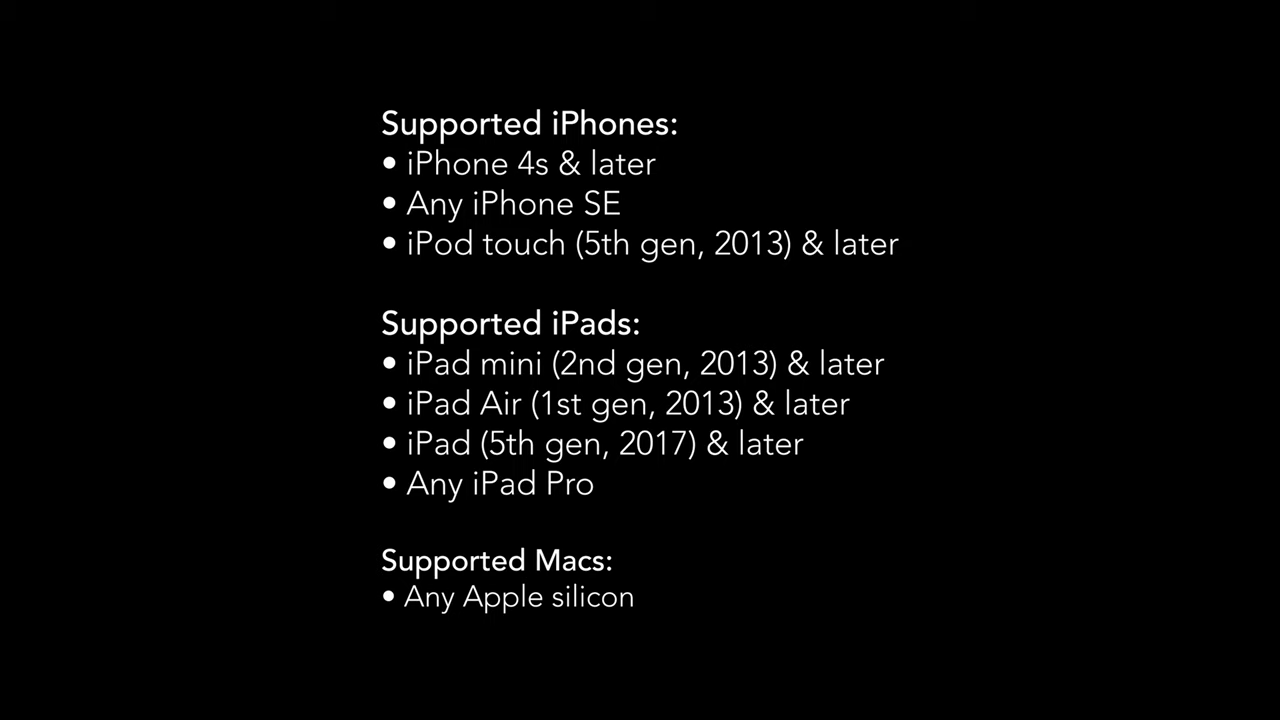 Supported iPhones:
• iPhone 4s & later
• Any iPhone SE
• iPod touch (5th gen, 2013) & later
Supported iPads:
• iPad mini (2nd gen, 2013) & later
• iPad Air (1st gen, 2013) & later
• iPad (5th gen, 2017) & later
• Any iPad Pro
Supported Macs:
• Any Apple silicon